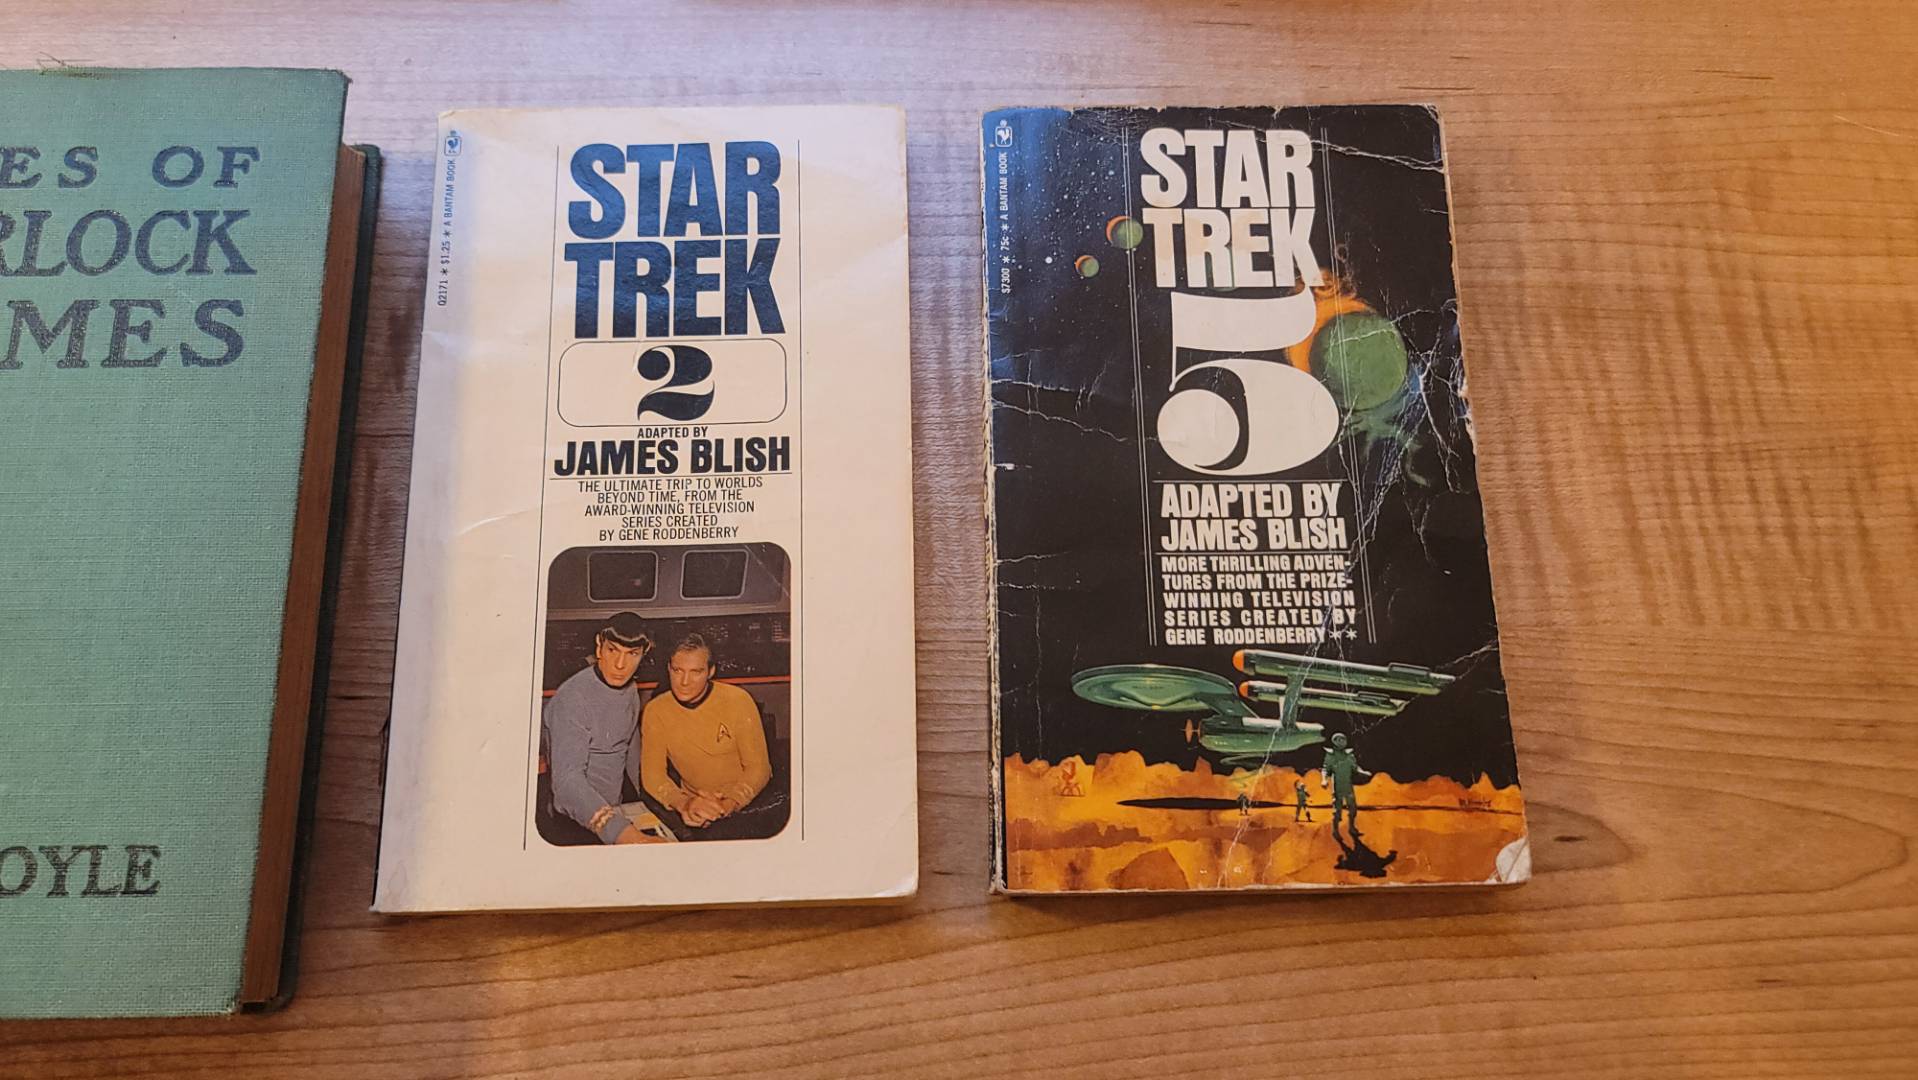 ES OF
RLOCK
MES
OYLE
Q2171 * $1.25 * A BANTAM BOOK
STAR
TREK
2
ADAPTED BY
JAMES BLISH
THE ULTIMATE TRIP TO WORLDS
BEYOND TIME, FROM THE
AWARD-WINNING TELEVISION
SERIES CREATED
BY GENE RODDENBERRY
S7300 * 75c * A BANTAM BOOK
STAR
TREK
5
ADAPTED BY
JAMES BLISH
MORE THRILLING ADVEN-
TURES FROM THE PRIZE-
WINNING TELEVISION
SERIES CREATED BY
GENE RODDENBERRY**